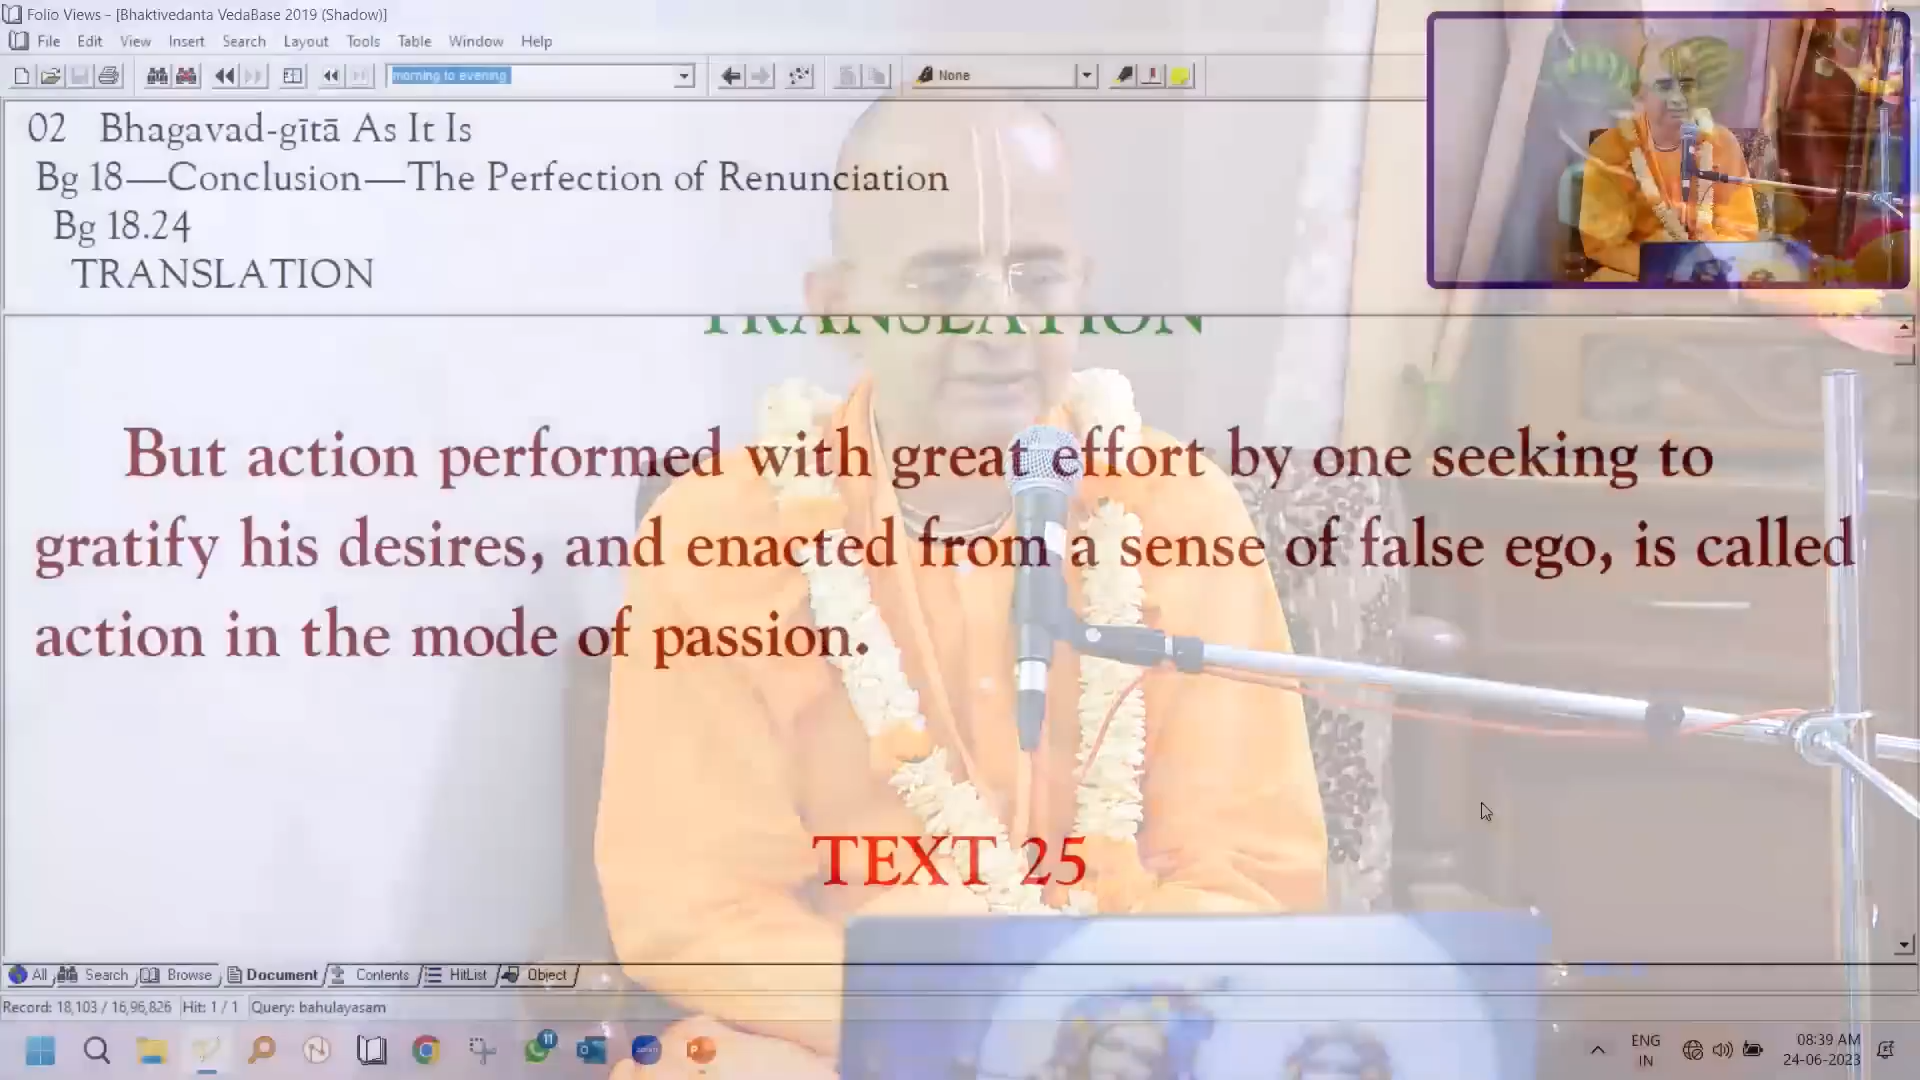 Folio Views - [Bhaktivedanta VedaBase 2019 (Shadow)]
File Edit View Insert Search Layout Tools Table Window Help
morning to evening
None
02 Bhagavad-gītā As It Is
Bg 18—Conclusion—The Perfection of Renunciation
Bg 18.24
TRANSLATION
TRANSLATION
But action performed with great effort by one seeking to
gratify his desires, and enacted from a sense of false ego, is called
action in the mode of passion.
TEXT 25
All Search Browse Document Contents HitList Object
Record: 18,103 / 16,96,826 Hit: 1 / 1 Query: bahulayasam
11
ENG
IN
08:39 AM
24-06-2023